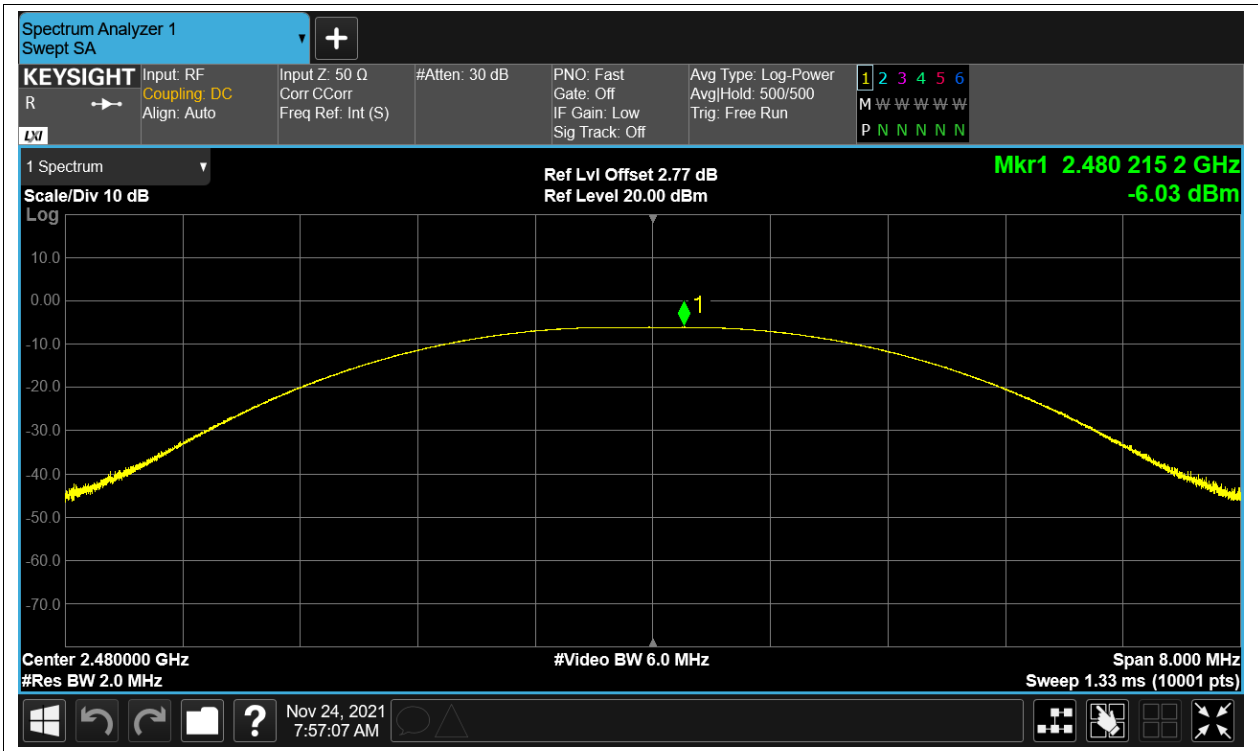 Spectrum Analyzer 1
Swept SA
KEYSIGHT
R
LXI
Input: RF
Coupling: DC
Align: Auto
Input Z: 50 Ω
Corr CCorr
Freq Ref: Int (S)
#Atten: 30 dB
PNO: Fast
Gate: Off
IF Gain: Low
Sig Track: Off
Avg Type: Log-Power
Avg|Hold: 500/500
Trig: Free Run
1 2 3 4 5 6
M W W W W W W
P N N N N N N
1 Spectrum
Scale/Div 10 dB
Ref Lvl Offset 2.77 dB
Ref Level 20.00 dBm
Mkr1 2.480 215 2 GHz
-6.03 dBm
Log
10.0
0.00
-10.0
-20.0
-30.0
-40.0
-50.0
-60.0
-70.0
1
Center 2.480000 GHz
#Res BW 2.0 MHz
#Video BW 6.0 MHz
Span 8.000 MHz
Sweep 1.33 ms (10001 pts)
?
Nov 24, 2021
7:57:07 AM